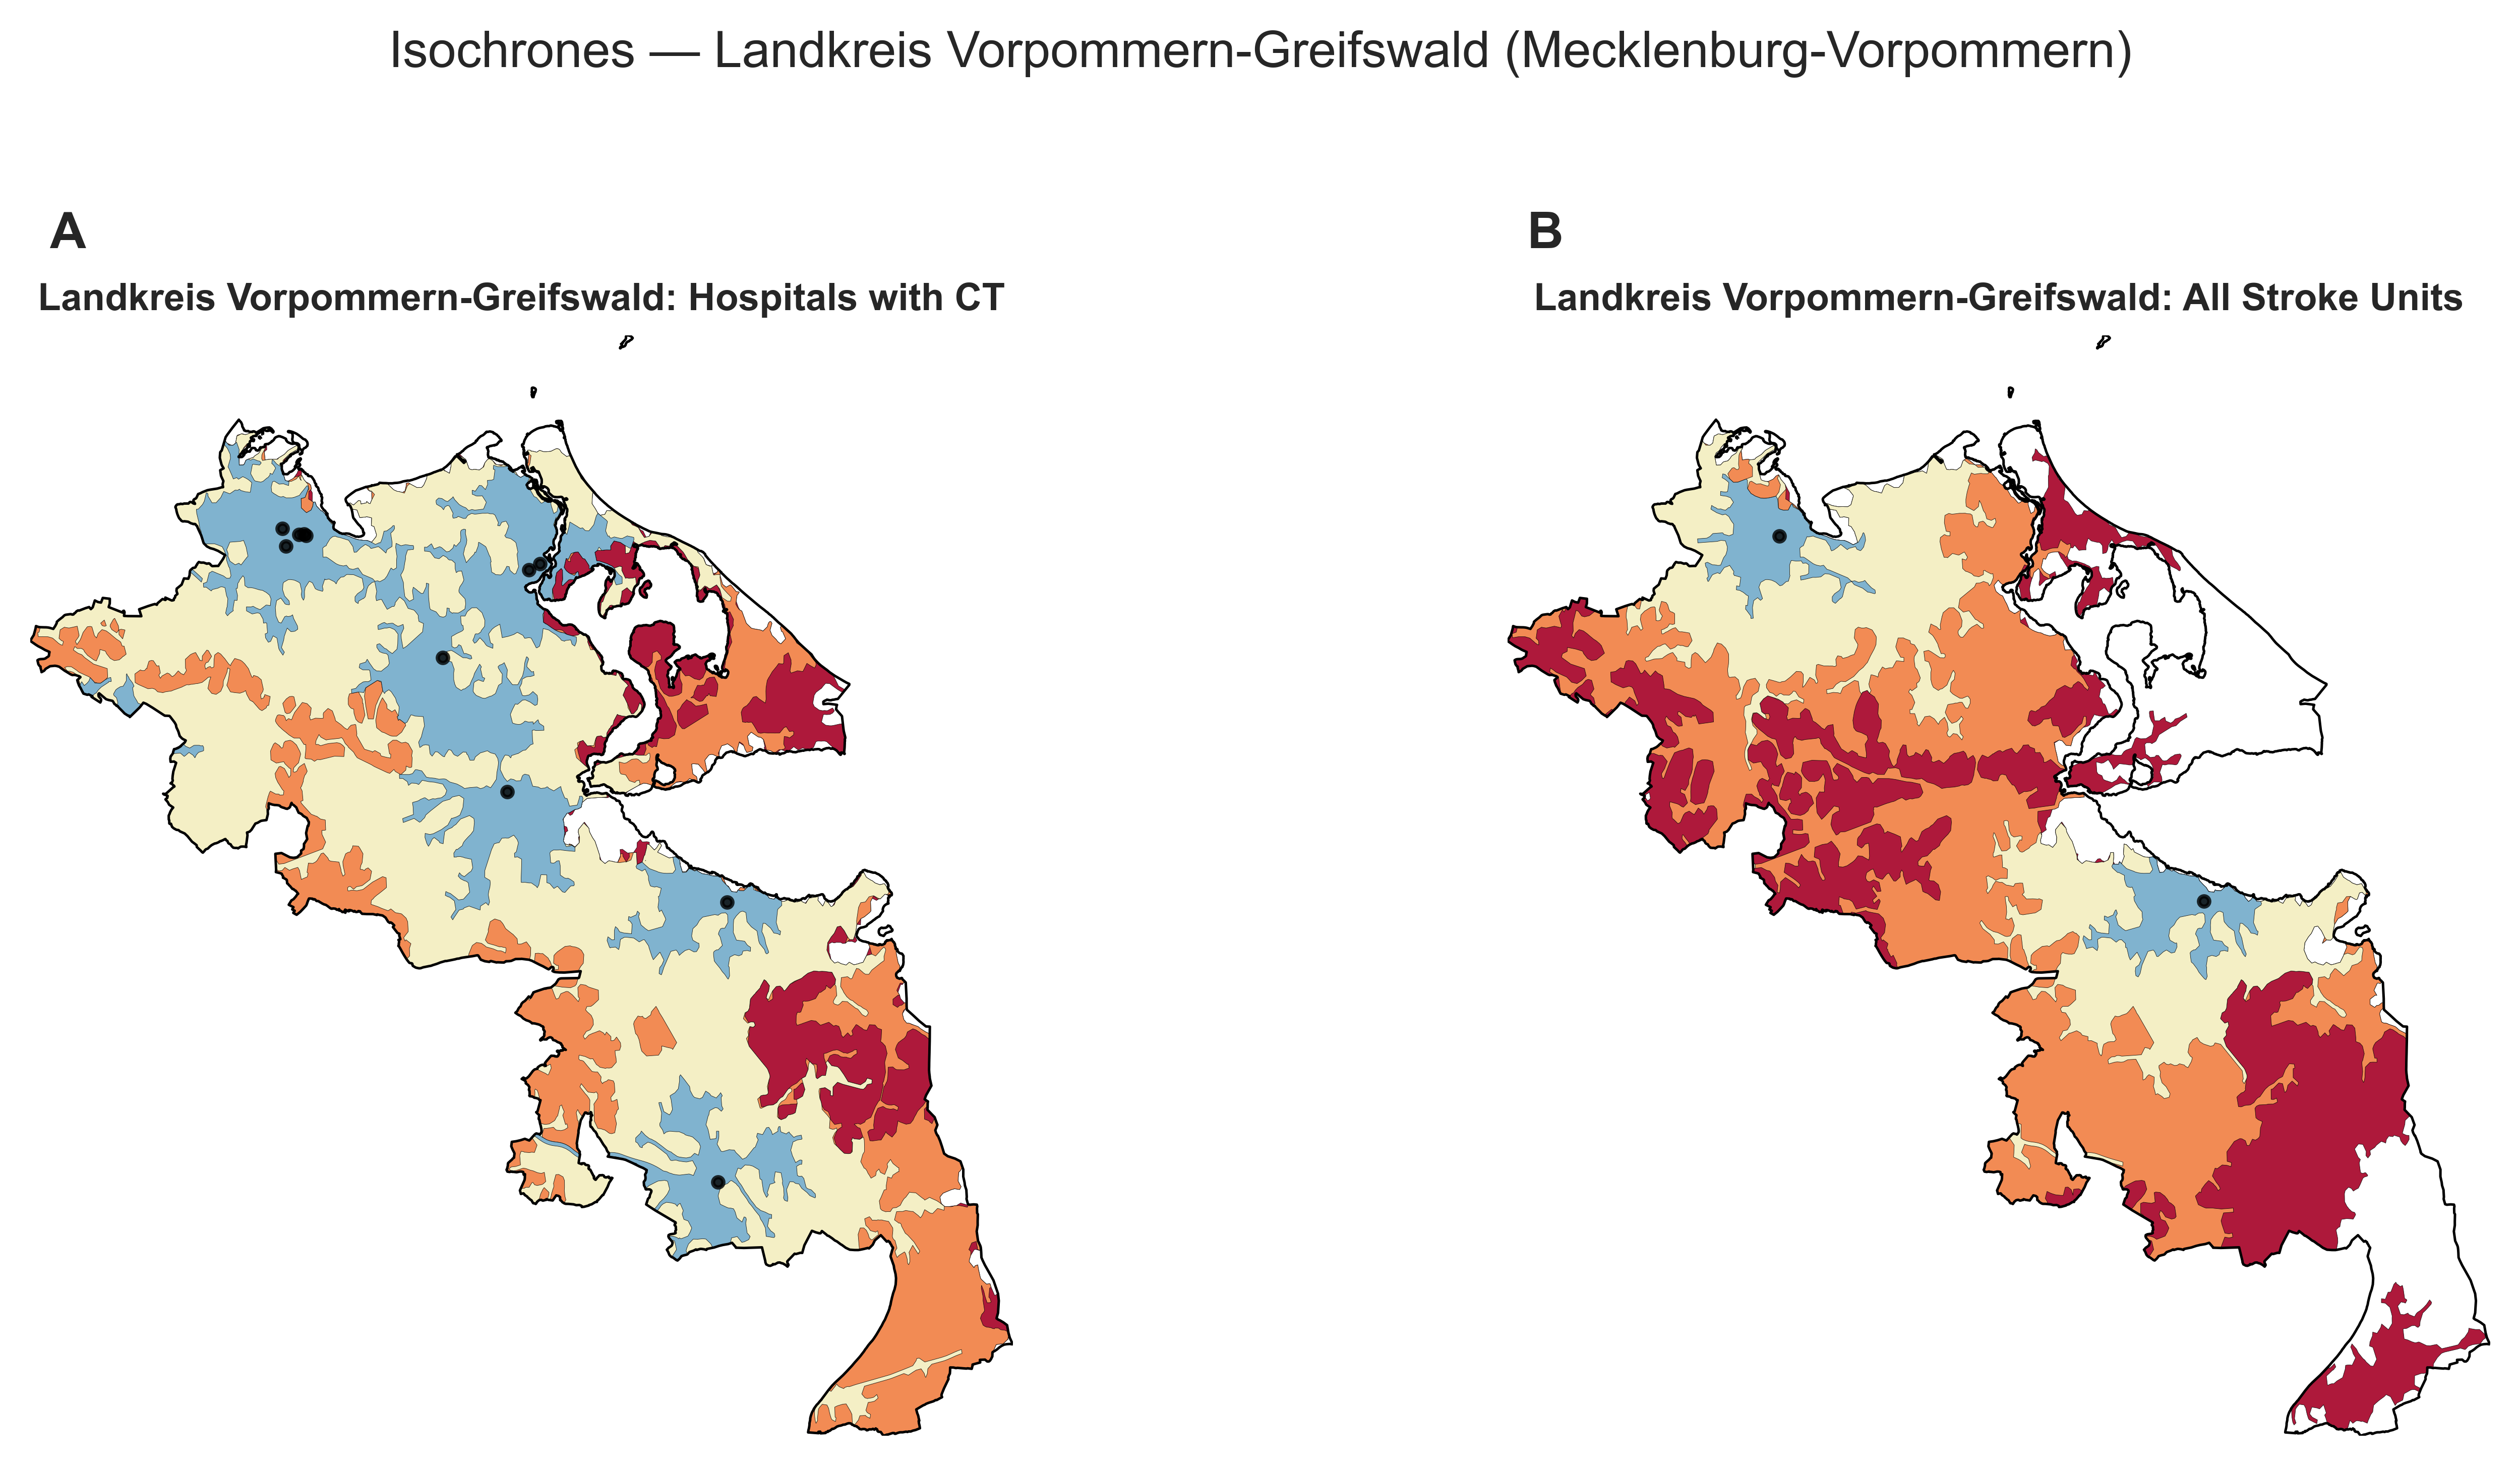 Isochrones — Landkreis Vorpommern-Greifswald (Mecklenburg-Vorpommern)
A
Landkreis Vorpommern-Greifswald: Hospitals with CT
B
Landkreis Vorpommern-Greifswald: All Stroke Units